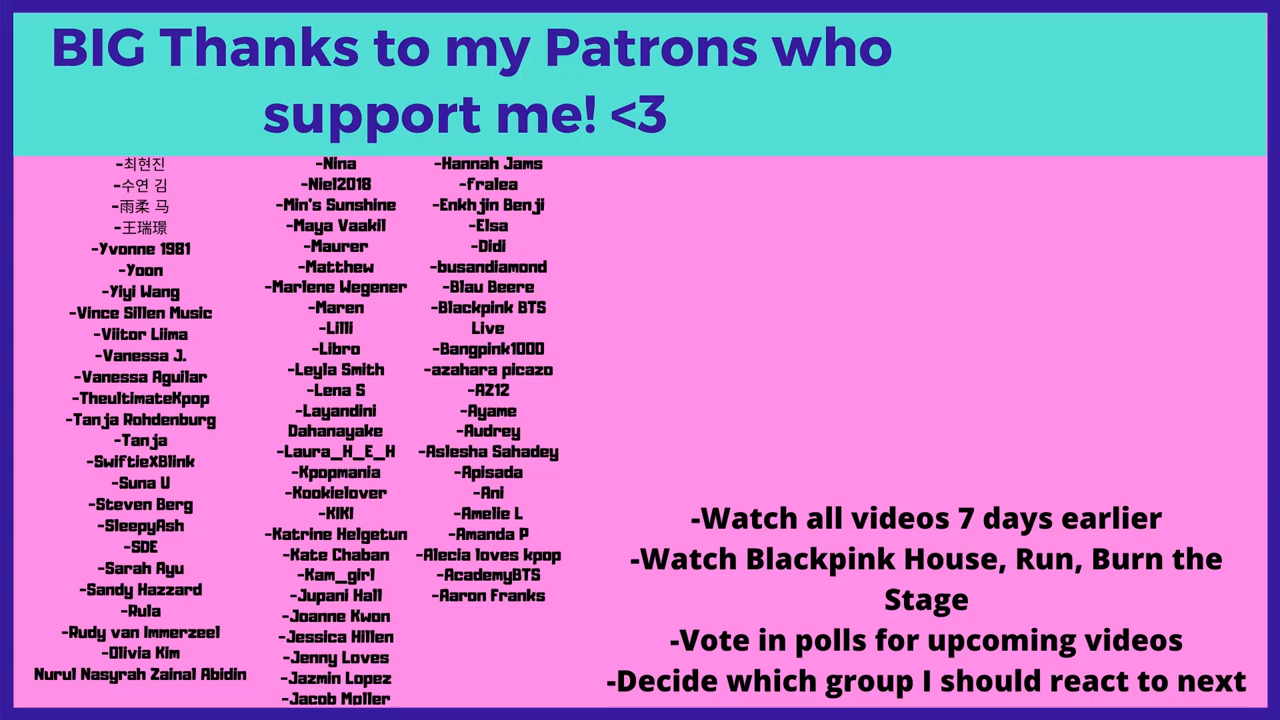 BIG Thanks to my Patrons who
support me! <3
-최현진
-수연 김
-雨柔 马
-王瑞璟
-Yvonne 1981
-Yoon
-Yiyi Wang
-Vince Sillen Music
-Viitor Liima
-Vanessa J.
-Vanessa Aguilar
-TheultimateKpop
-Tanja Rohdenburg
-Tanja
-SwiftieXBlink
-Suna U
-Steven Berg
-SleepyAsh
-SDE
-Sarah Ayu
-Sandy Hazzard
-Rula
-Rudy van Immerzeel
-Olivia Kim
Nurul Nasyrah Zainal Abidin
-Nina
-Niel2018
-Min's Sunshine
-Maya Vaakil
-Maurer
-Matthew
-Marlene Wegener
-Maren
-Lilli
-Libro
-Leyla Smith
-Lena S
-Layandini
Dahanayake
-Laura_H_E_H
-Kpopmania
-Kookielover
-KIKI
-Katrine Helgetun
-Kate Chaban
-Kam_girl
-Jupani Hall
-Joanne Kwon
-Jessica Hillen
-Jenny Loves
-Jazmin Lopez
-Jacob Møller
-Hannah Jams
-fralea
-Enkhjin Benji
-Elsa
-Didi
-busandiamond
-Blau Beere
-Blackpink BTS
Live
-Bangpink1000
-azahara picazo
-AZ12
-Ayame
-Audrey
-Aslesha Sahadey
-Apisada
-Ani
-Amelie L
-Amanda P
-Alecia loves kpop
-AcademyBTS
-Aaron Franks
-Watch all videos 7 days earlier
-Watch Blackpink House, Run, Burn the
Stage
-Vote in polls for upcoming videos
-Decide which group I should react to next